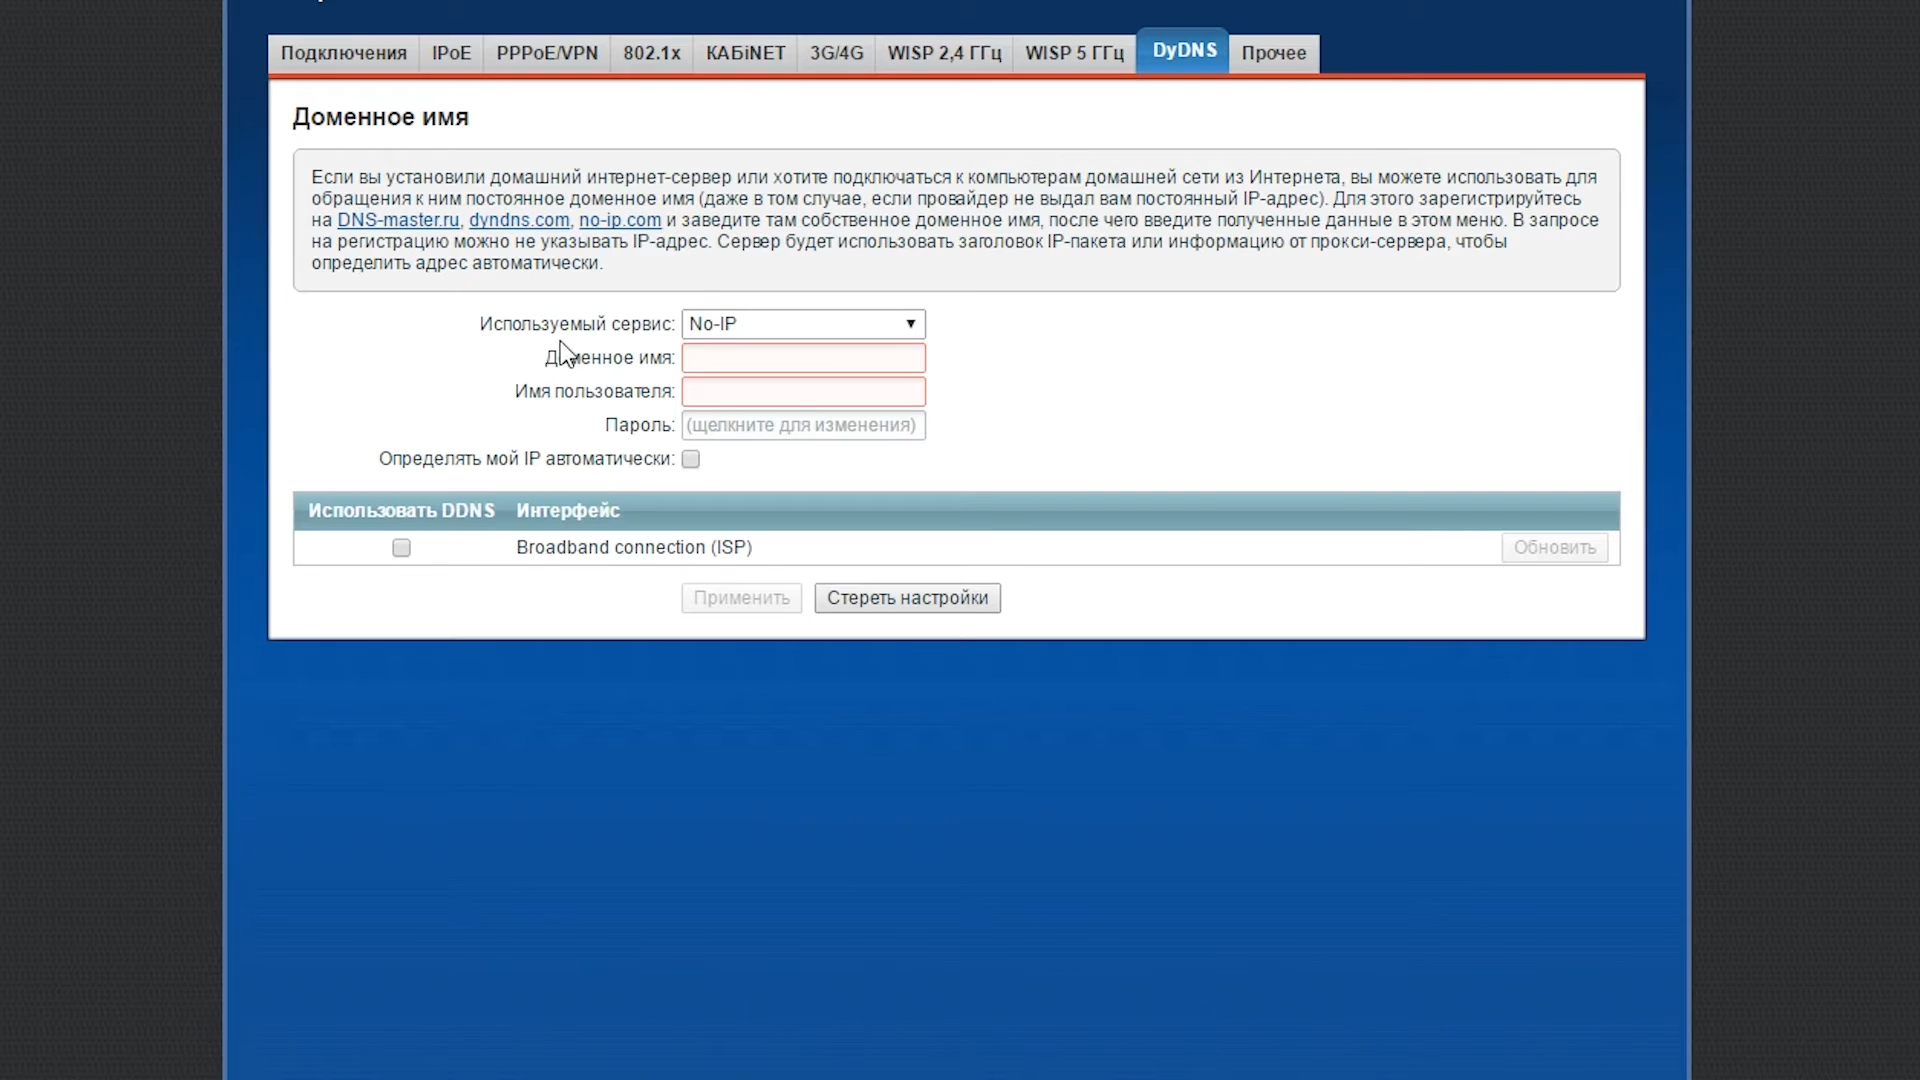 Подключения IPoE PPPoE/VPN 802.1x КАБiNET 3G/4G WISP 2,4 ГГц WISP 5 ГГц DyDNS Прочее
Доменное имя
Если вы установили домашний интернет-сервер или хотите подключаться к компьютерам домашней сети из Интернета, вы можете использовать для
обращения к ним постоянное доменное имя (даже в том случае, если провайдер не выдал вам постоянный IP-адрес). Для этого зарегистрируйтесь
на DNS-master.ru, dyndns.com, no-ip.com и заведите там собственное доменное имя, после чего введите полученные данные в этом меню. В запросе
на регистрацию можно не указывать IP-адрес. Сервер будет использовать заголовок IP-пакета или информацию от прокси-сервера, чтобы
определить адрес автоматически.
Используемый сервис: No-IP
Доменное имя:
Имя пользователя:
Пароль: (щелкните для изменения)
Определять мой IP автоматически:
Использовать DDNS Интерфейс
Broadband connection (ISP) Обновить
Применить Стереть настройки